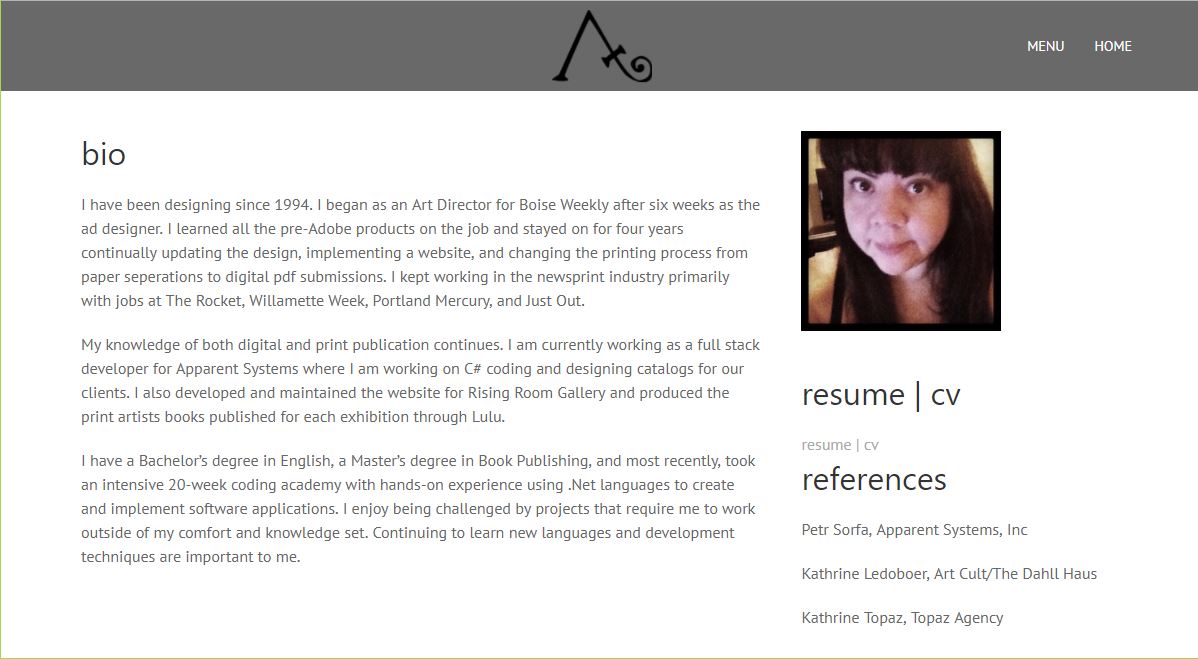 MENU HOME
bio
I have been designing since 1994. I began as an Art Director for Boise Weekly after six weeks as the
ad designer. I learned all the pre-Adobe products on the job and stayed on for four years
continually updating the design, implementing a website, and changing the printing process from
paper seperations to digital pdf submissions. I kept working in the newsprint industry primarily
with jobs at The Rocket, Willamette Week, Portland Mercury, and Just Out.
My knowledge of both digital and print publication continues. I am currently working as a full stack
developer for Apparent Systems where I am working on C# coding and designing catalogs for our
clients. I also developed and maintained the website for Rising Room Gallery and produced the
print artists books published for each exhibition through Lulu.
I have a Bachelor’s degree in English, a Master’s degree in Book Publishing, and most recently, took
an intensive 20-week coding academy with hands-on experience using .Net languages to create
and implement software applications. I enjoy being challenged by projects that require me to work
outside of my comfort and knowledge set. Continuing to learn new languages and development
techniques are important to me.
resume | cv
resume | cv
references
Petr Sorfa, Apparent Systems, Inc
Kathrine Ledoboer, Art Cult/The Dahll Haus
Kathrine Topaz, Topaz Agency